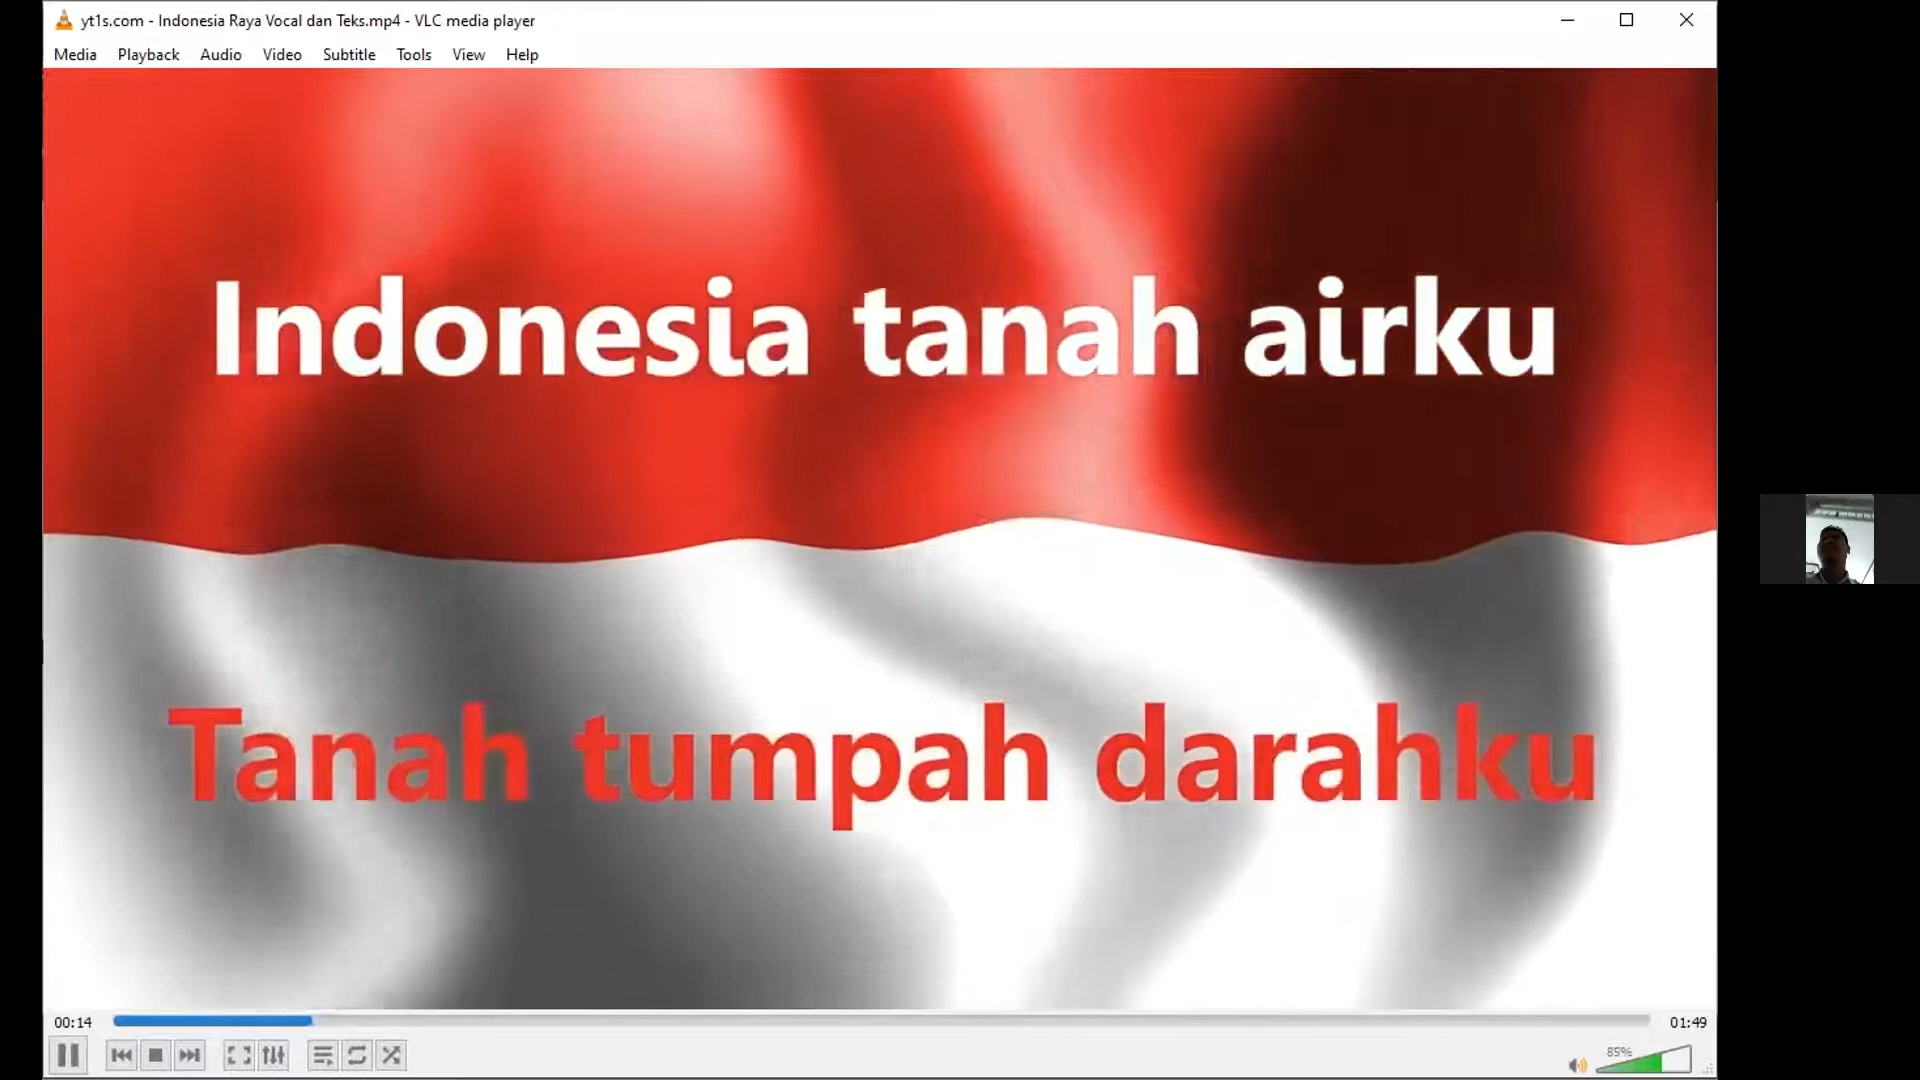 yt1s.com - Indonesia Raya Vocal dan Teks.mp4 - VLC media player
Media Playback Audio Video Subtitle Tools View Help
Indonesia tanah airku
Tanah tumpah darahku
00:14 01:49
85%